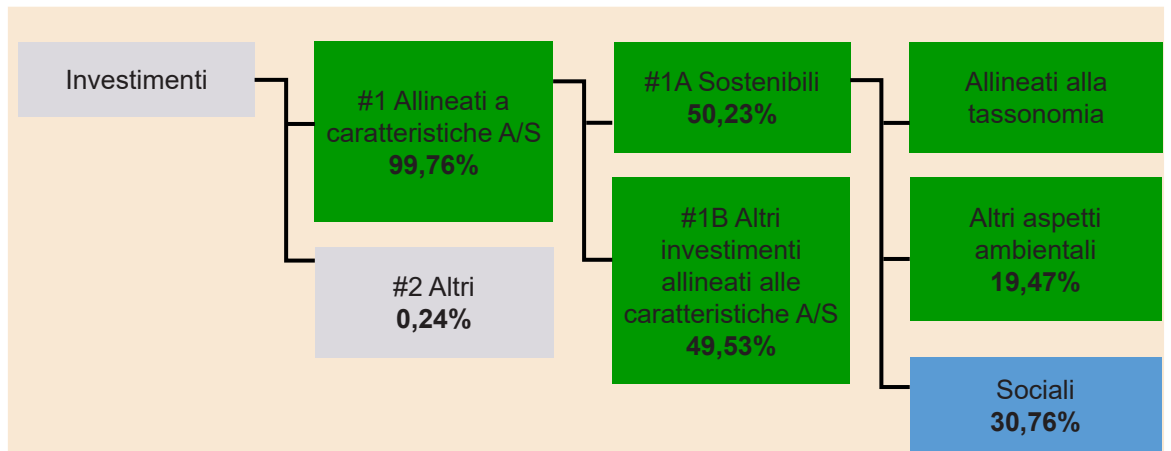 Investimenti
#1 Allineati a
caratteristiche A/S
99,76%
#2 Altri
0,24%
#1A Sostenibili
50,23%
#1B Altri
investimenti
allineati alle
caratteristiche A/S
49,53%
Allineati alla
tassonomia
Altri aspetti
ambientali
19,47%
Sociali
30,76%